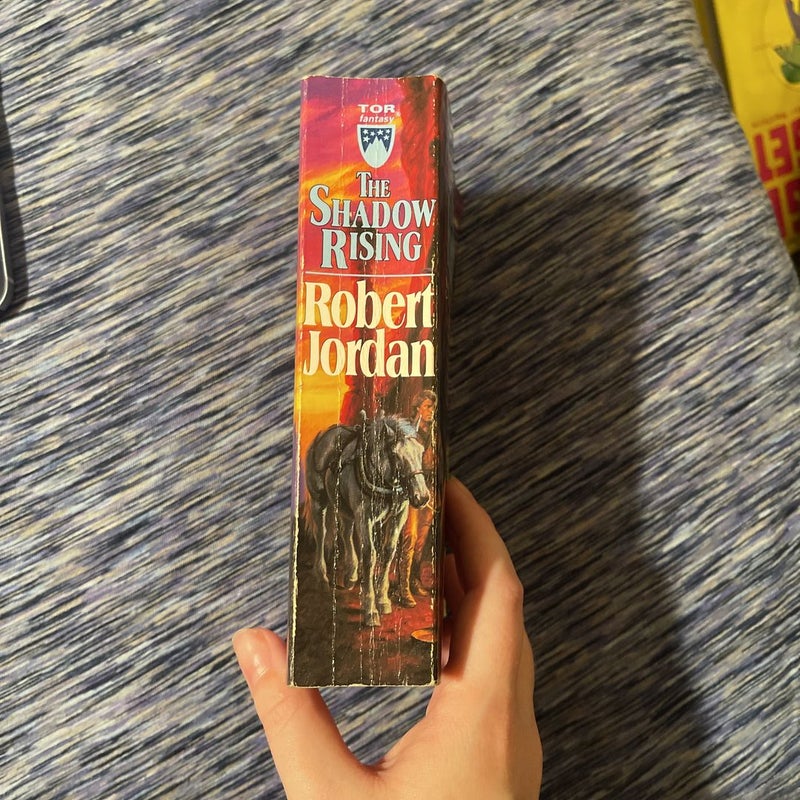 TOR
fantasy
THE
SHADOW
RISING
Robert
Jordan